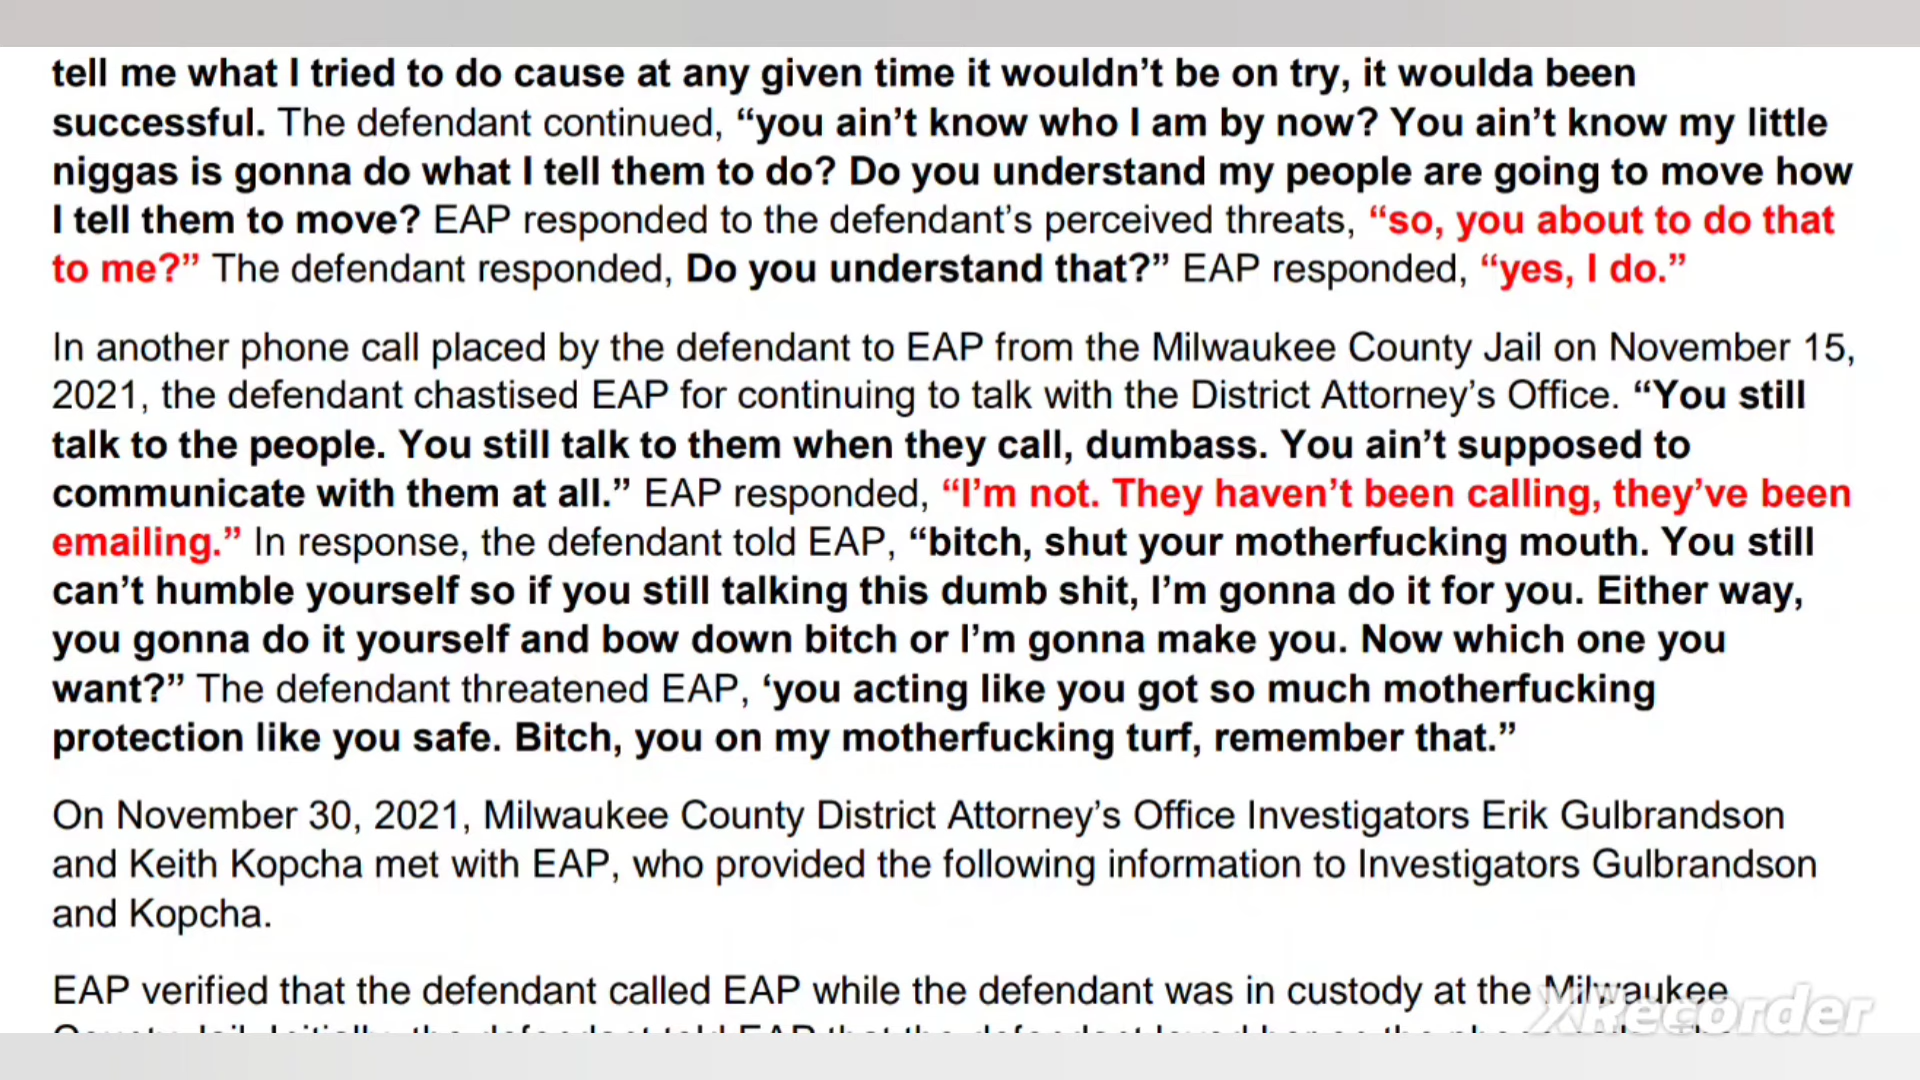 tell me what I tried to do cause at any given time it wouldn’t be on try, it woulda been
successful. The defendant continued, “you ain’t know who I am by now? You ain’t know my little
niggas is gonna do what I tell them to do? Do you understand my people are going to move how
I tell them to move? EAP responded to the defendant’s perceived threats, “so, you about to do that
to me?” The defendant responded, Do you understand that?” EAP responded, “yes, I do.”
In another phone call placed by the defendant to EAP from the Milwaukee County Jail on November 15,
2021, the defendant chastised EAP for continuing to talk with the District Attorney’s Office. “You still
talk to the people. You still talk to them when they call, dumbass. You ain’t supposed to
communicate with them at all.” EAP responded, “I’m not. They haven’t been calling, they’ve been
emailing.” In response, the defendant told EAP, “bitch, shut your motherfucking mouth. You still
can’t humble yourself so if you still talking this dumb shit, I’m gonna do it for you. Either way,
you gonna do it yourself and bow down bitch or I’m gonna make you. Now which one you
want?” The defendant threatened EAP, ‘you acting like you got so much motherfucking
protection like you safe. Bitch, you on my motherfucking turf, remember that.”
On November 30, 2021, Milwaukee County District Attorney’s Office Investigators Erik Gulbrandson
and Keith Kopcha met with EAP, who provided the following information to Investigators Gulbrandson
and Kopcha.
EAP verified that the defendant called EAP while the defendant was in custody at the Milwaukee
XRecorder